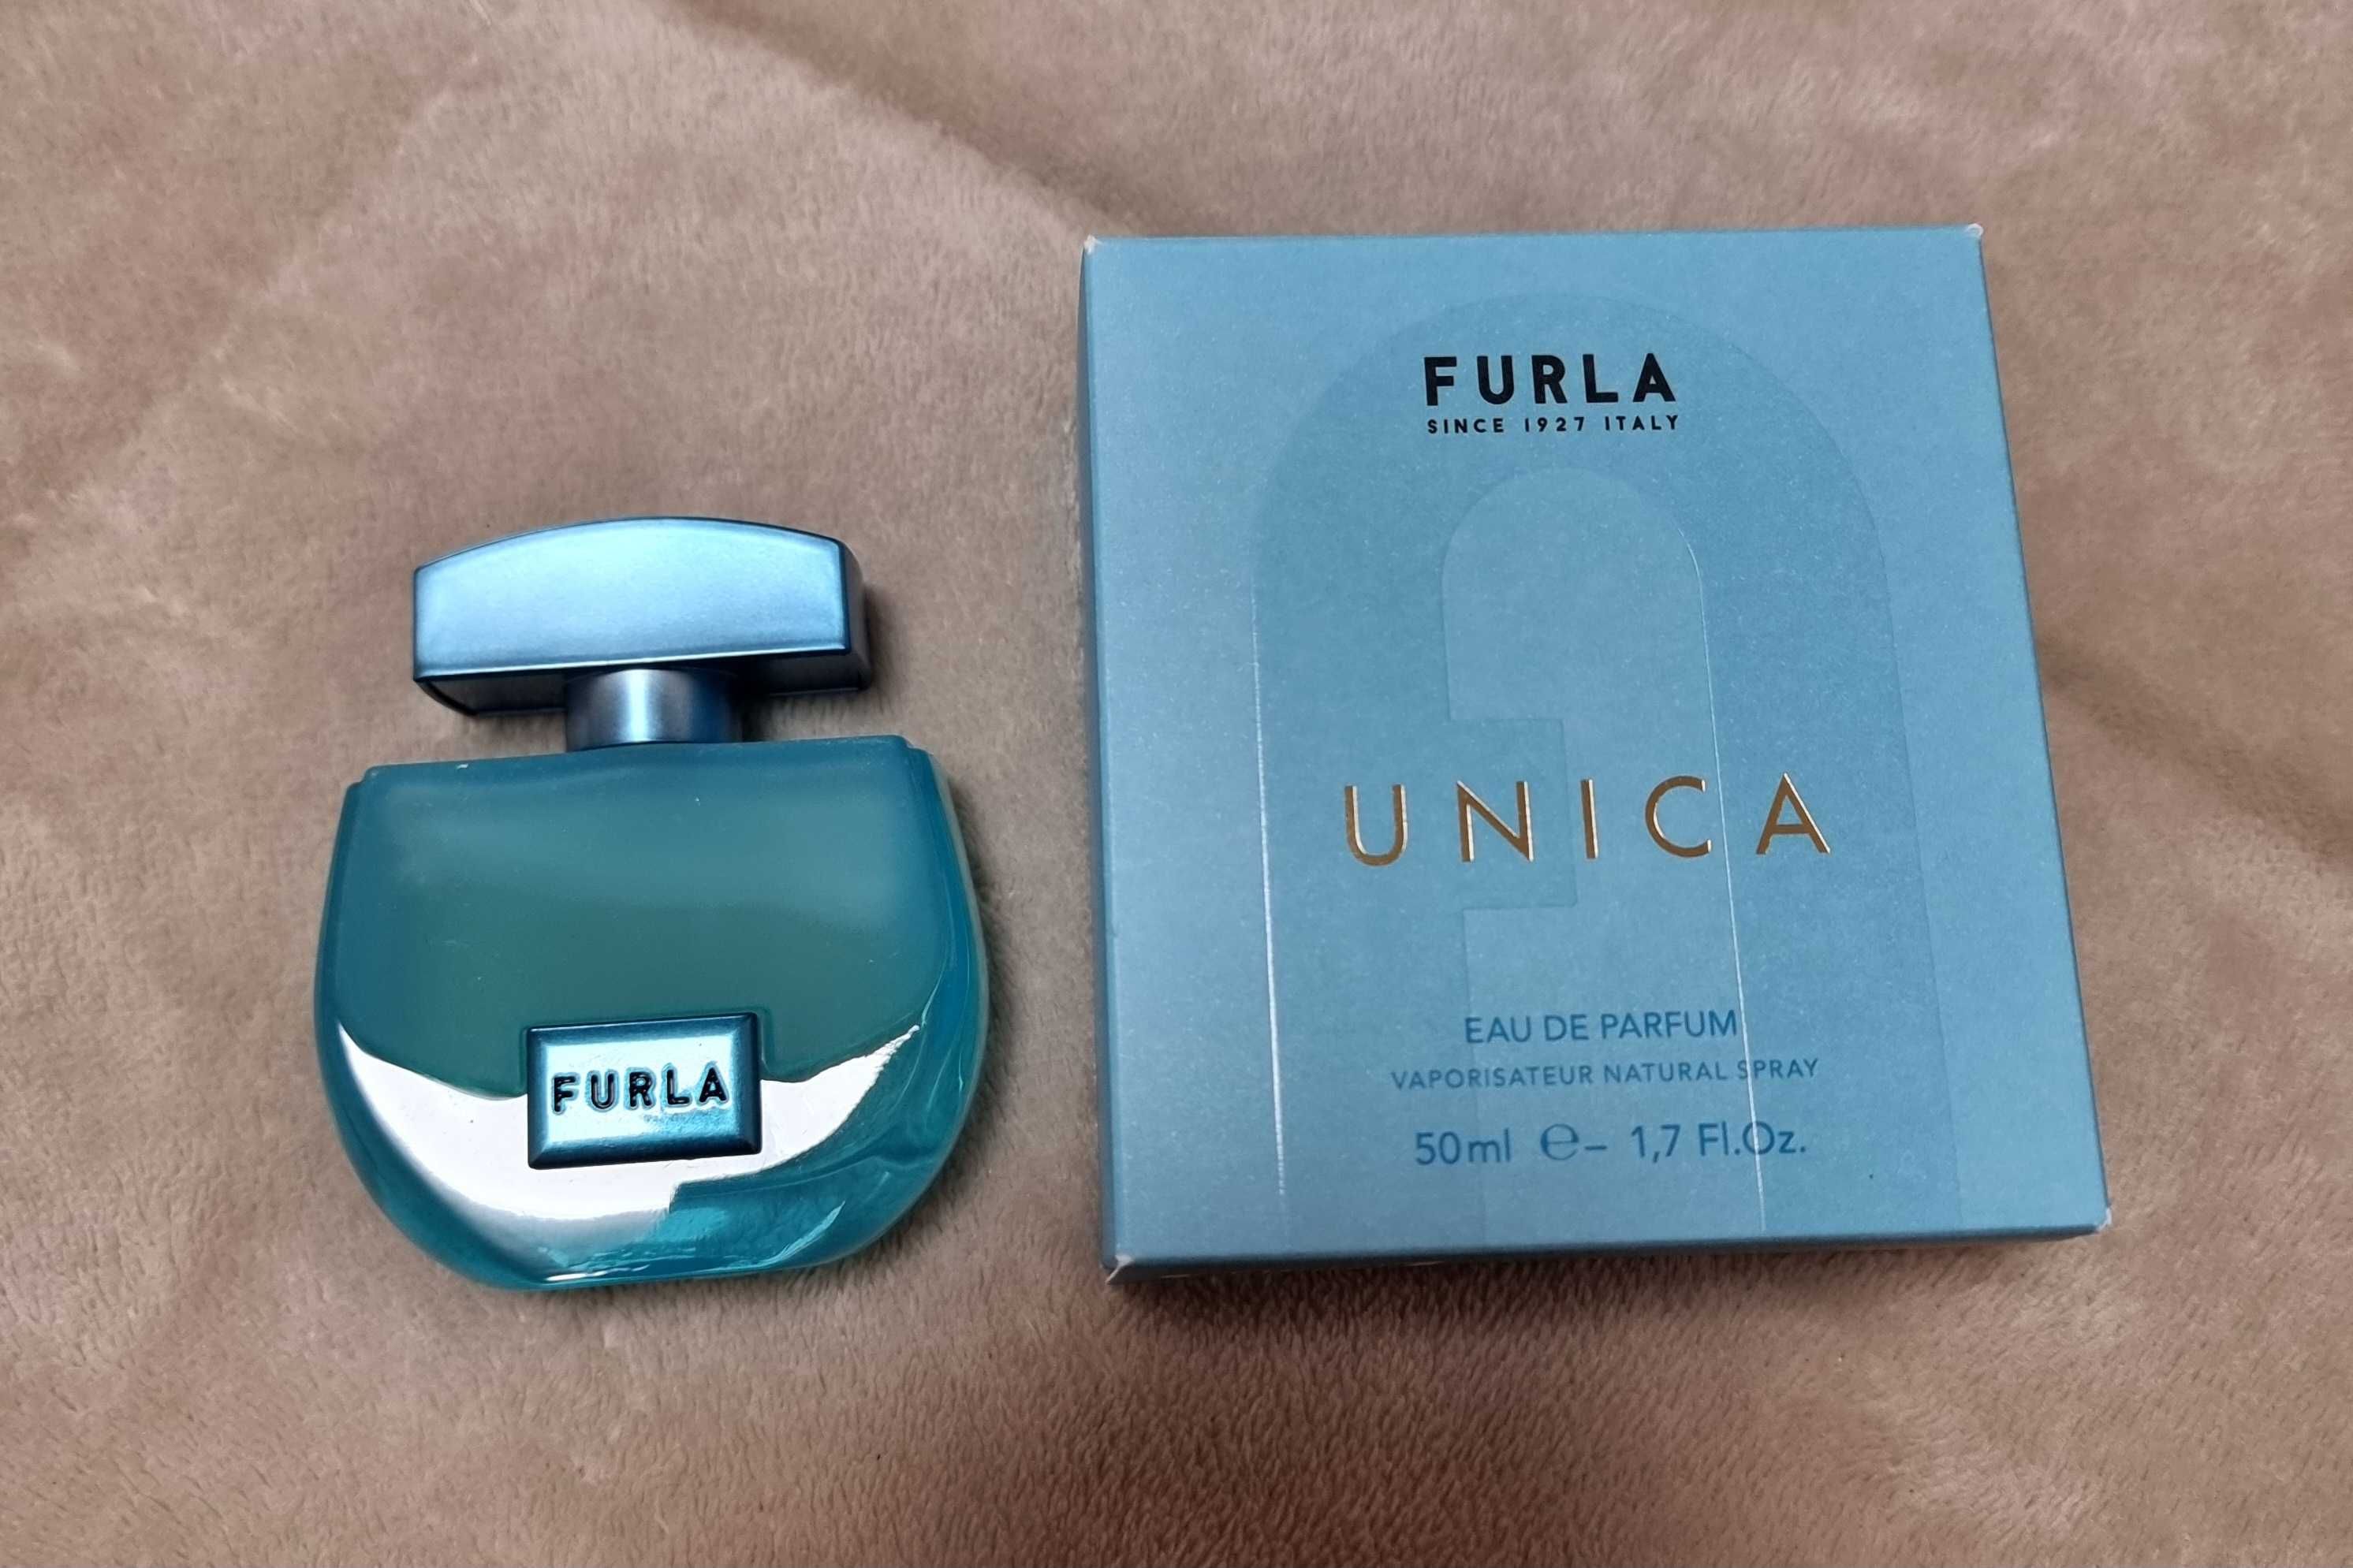 FURLA
FURLA
SINCE 1927 ITALY
UNICA
EAU DE PARFUM
VAPORISATEUR NATURAL SPRAY
50ml ℮– 1,7 Fl.Oz.